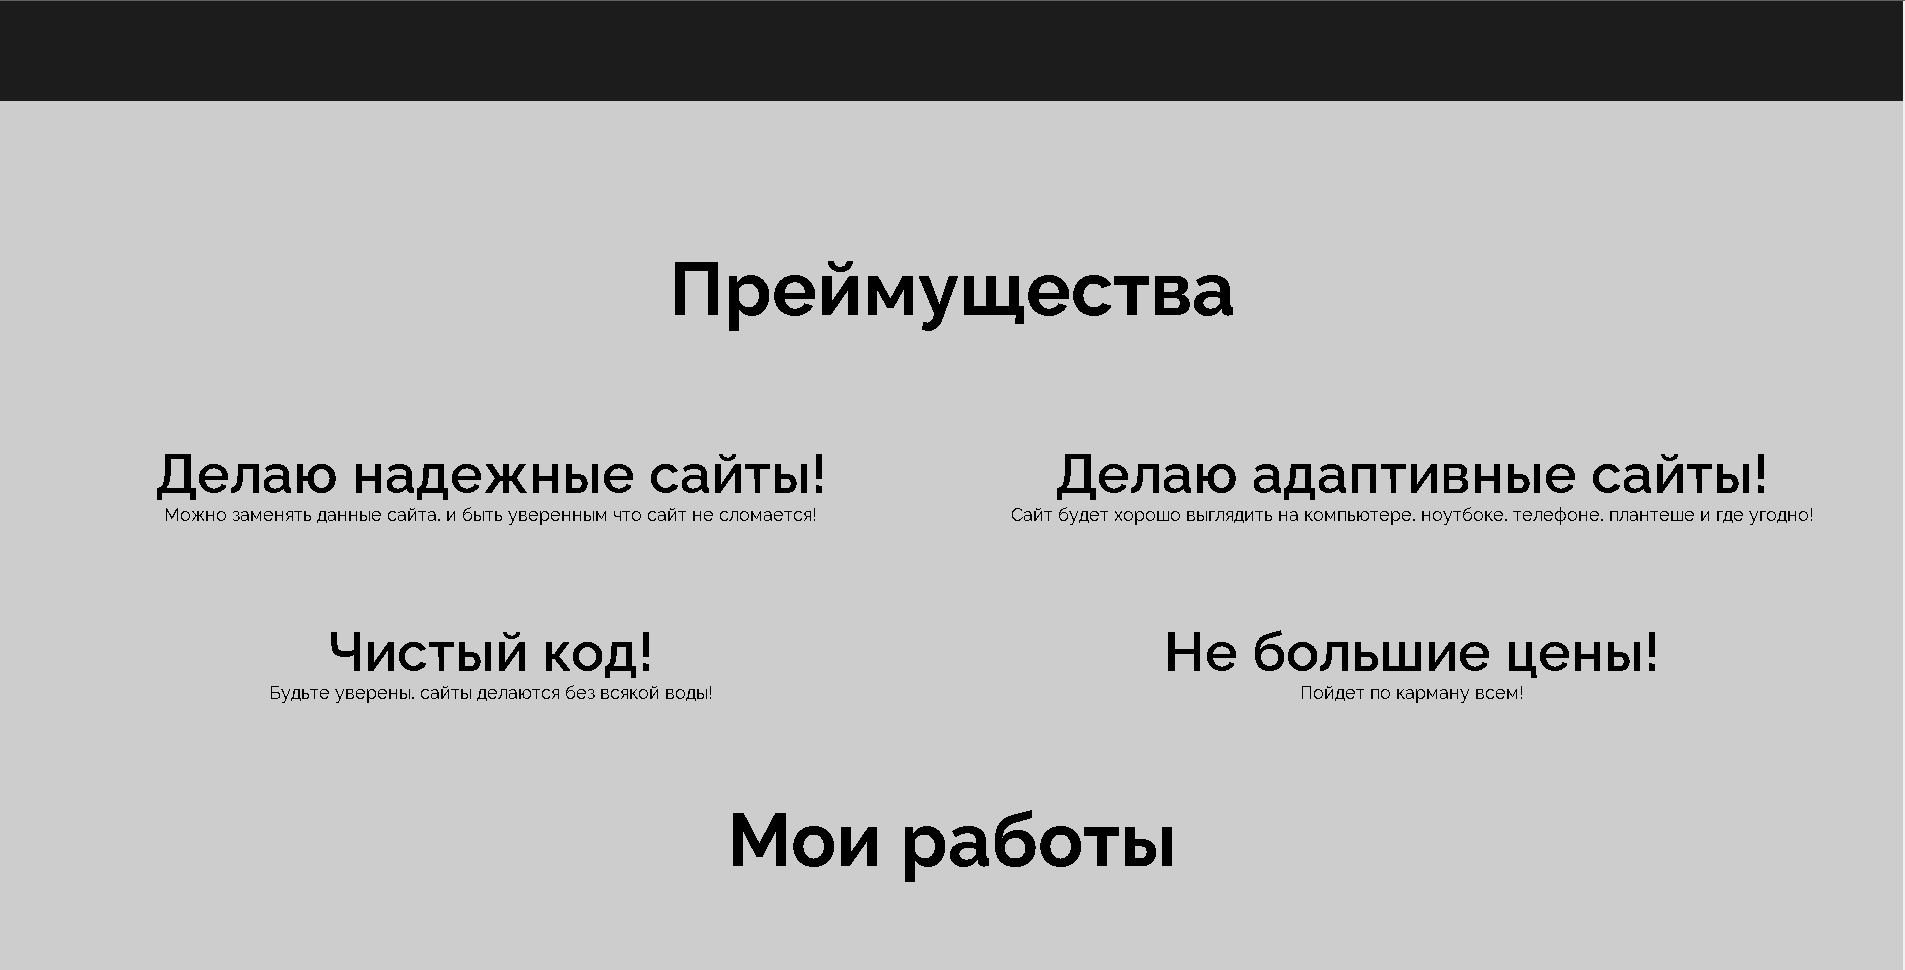 Преймущества
Делаю надежные сайты!
Можно заменять данные сайта. и быть уверенным что сайт не сломается!
Делаю адаптивные сайты!
Сайт будет хорошо выглядить на компьютере. ноутбоке. телефоне. плантеше и где угодно!
Чистый код!
Будьте уверены. сайты делаются без всякой воды!
Не большие цены!
Пойдет по карману всем!
Мои работы